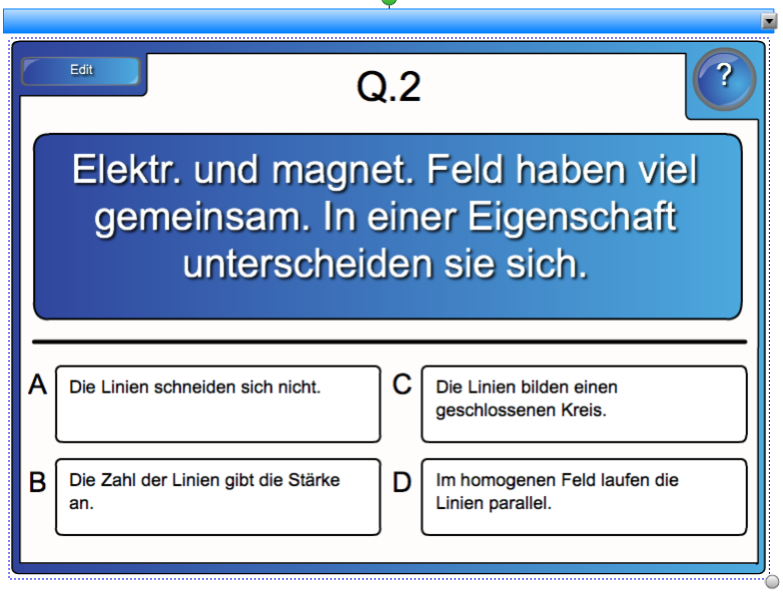 Edit
Q.2
?
Elektr. und magnet. Feld haben viel
gemeinsam. In einer Eigenschaft
unterscheiden sie sich.
A
Die Linien schneiden sich nicht.
B
Die Zahl der Linien gibt die Stärke
an.
C
Die Linien bilden einen
geschlossenen Kreis.
D
Im homogenen Feld laufen die
Linien parallel.